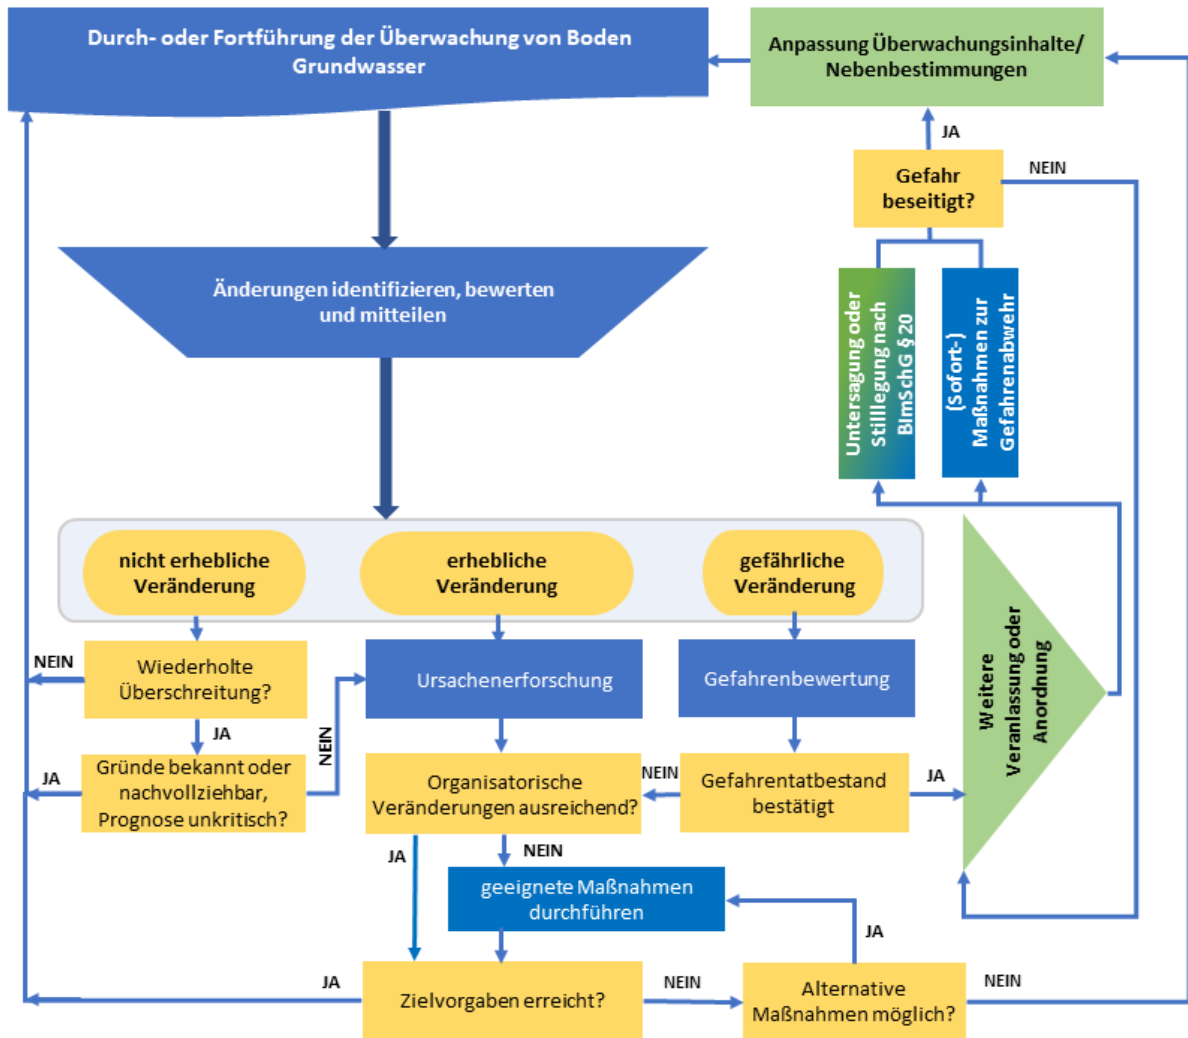 Durch- oder Fortführung der Überwachung von Boden
Grundwasser
Anpassung Überwachungsinhalte/
Nebenbestimmungen
JA
Gefahr
beseitigt?
NEIN
Änderungen identifizieren, bewerten
und mitteilen
Untersagung oder
Stilllegung nach
BImSchG § 20
(Sofort-)
Maßnahmen zur
Gefahrenabwehr
nicht erhebliche
Veränderung
erhebliche
Veränderung
gefährliche
Veränderung
NEIN
Wiederholte
Überschreitung?
Ursachenerforschung
Gefahrenbewertung
Weitere
Veranlassung oder
Anordnung
JA
NEIN
JA
Gründe bekannt oder
nachvollziehbar,
Prognose unkritisch?
Organisatorische
Veränderungen ausreichend?
NEIN
Gefahrentatbestand
bestätigt
JA
JA
NEIN
geeignete Maßnahmen
durchführen
JA
JA
Zielvorgaben erreicht?
NEIN
Alternative
Maßnahmen möglich?
NEIN